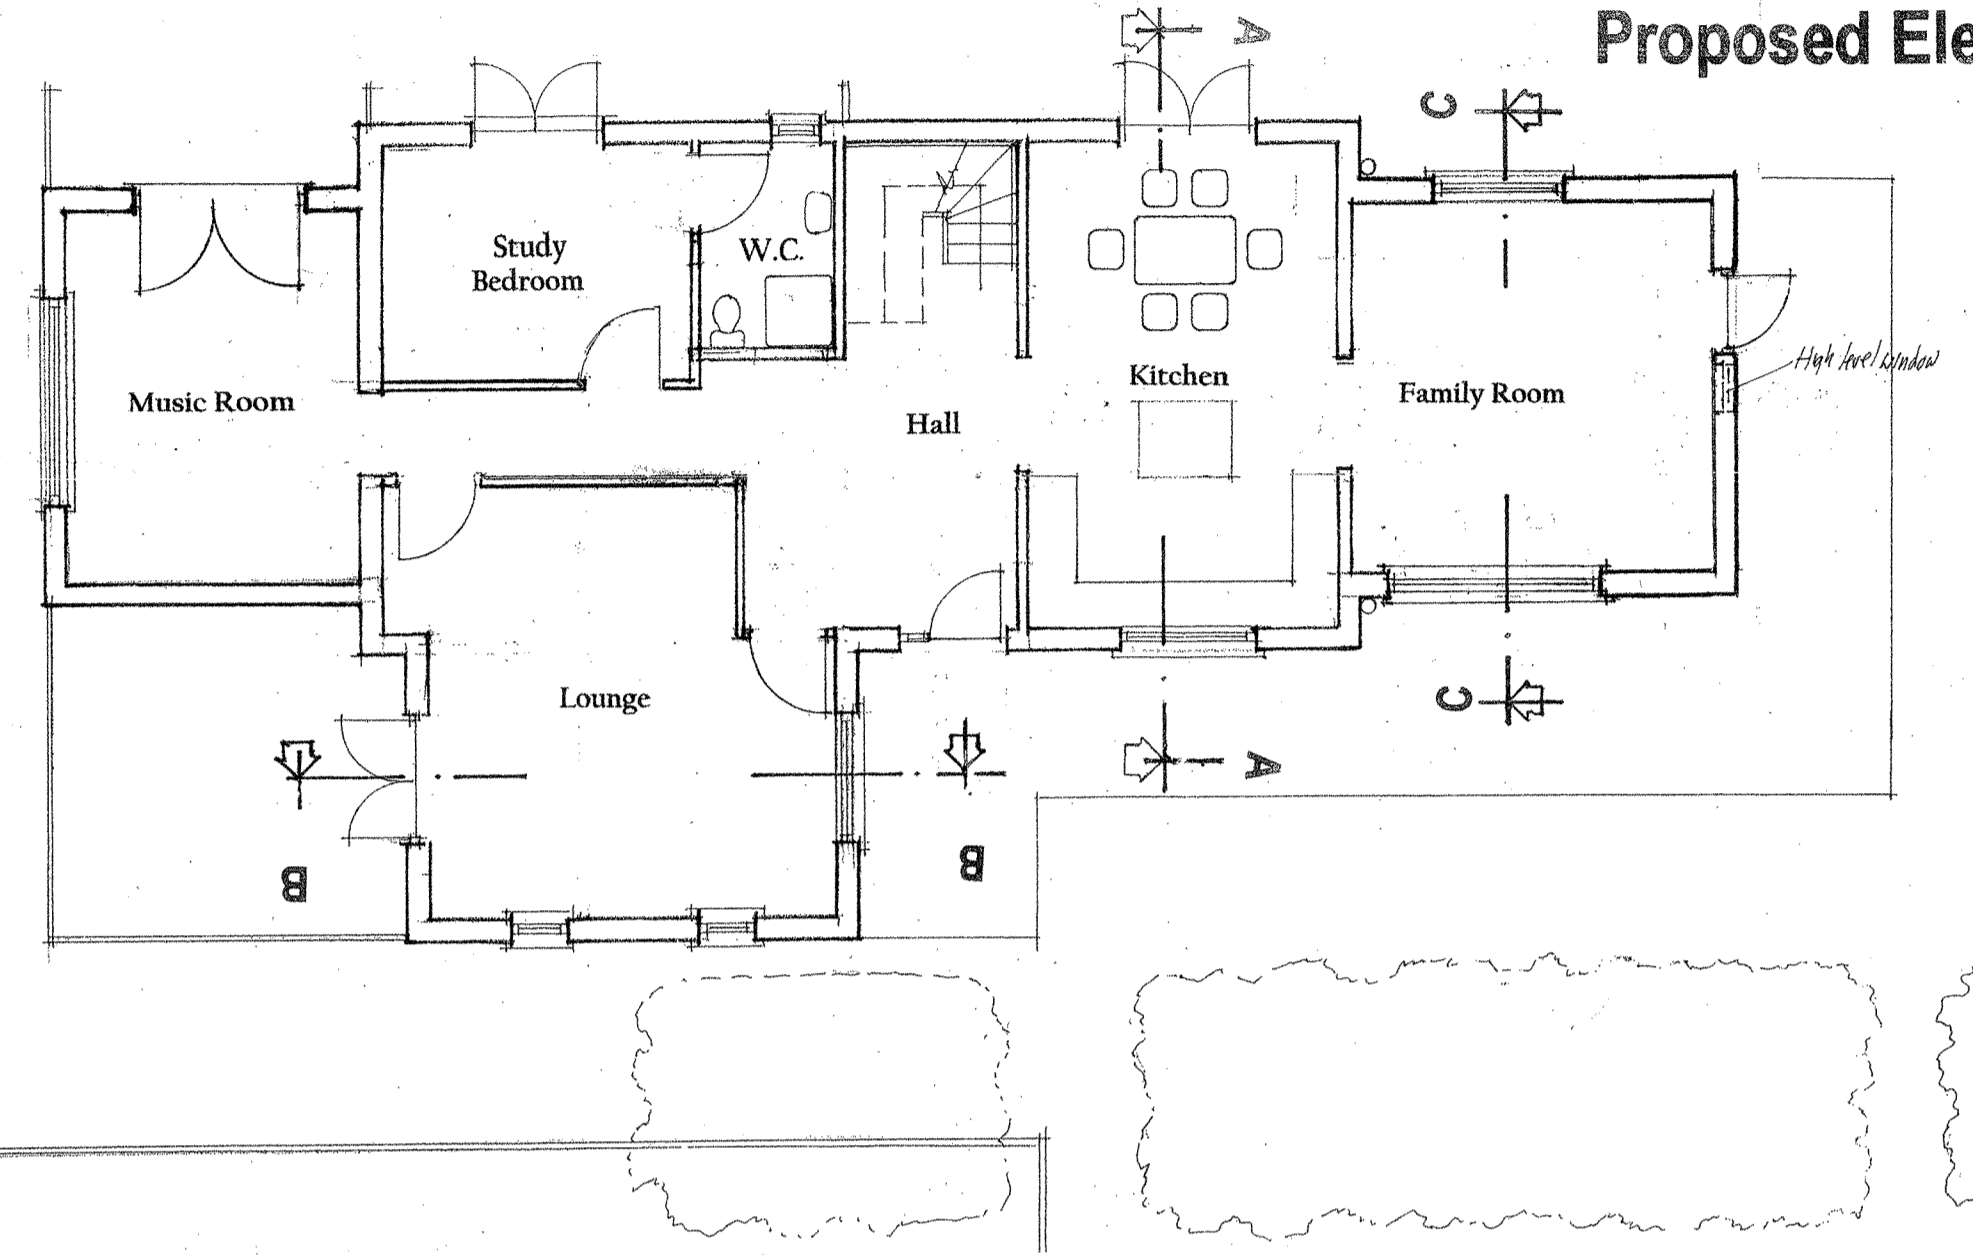 Proposed Ele
A
C
Study
Bedroom
W.C.
High level window
Music Room
Kitchen
Family Room
Hall
Lounge
C
A
B
B